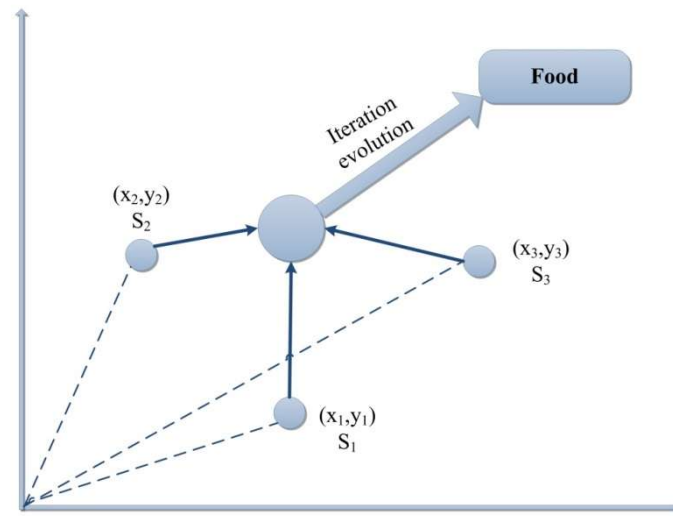 Food
Iteration
evolution
(x₂,y₂)
S₂
(x₃,y₃)
S₃
(x₁,y₁)
S₁